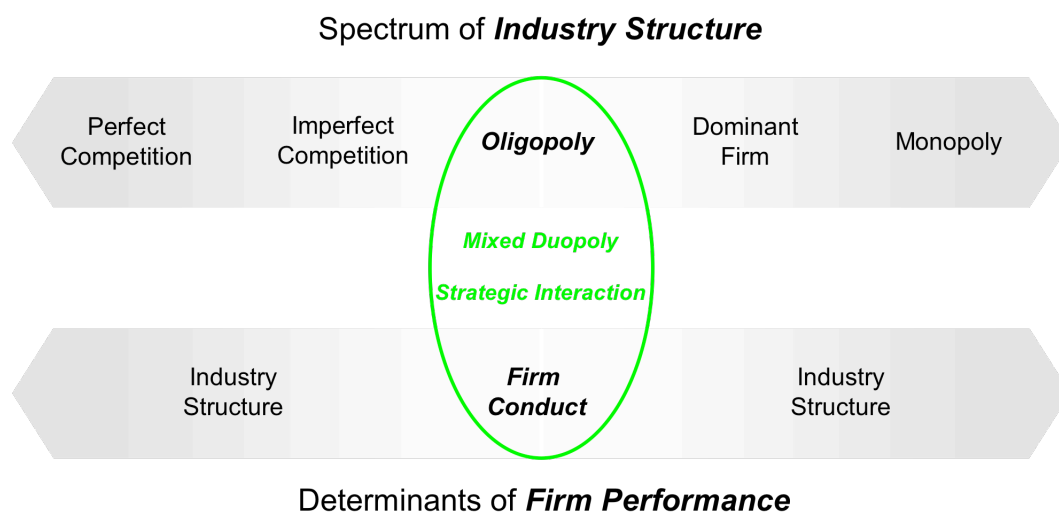 Spectrum of Industry Structure
Perfect
Competition
Imperfect
Competition
Oligopoly
Dominant
Firm
Monopoly
Mixed Duopoly
Strategic Interaction
Industry
Structure
Firm
Conduct
Industry
Structure
Determinants of Firm Performance